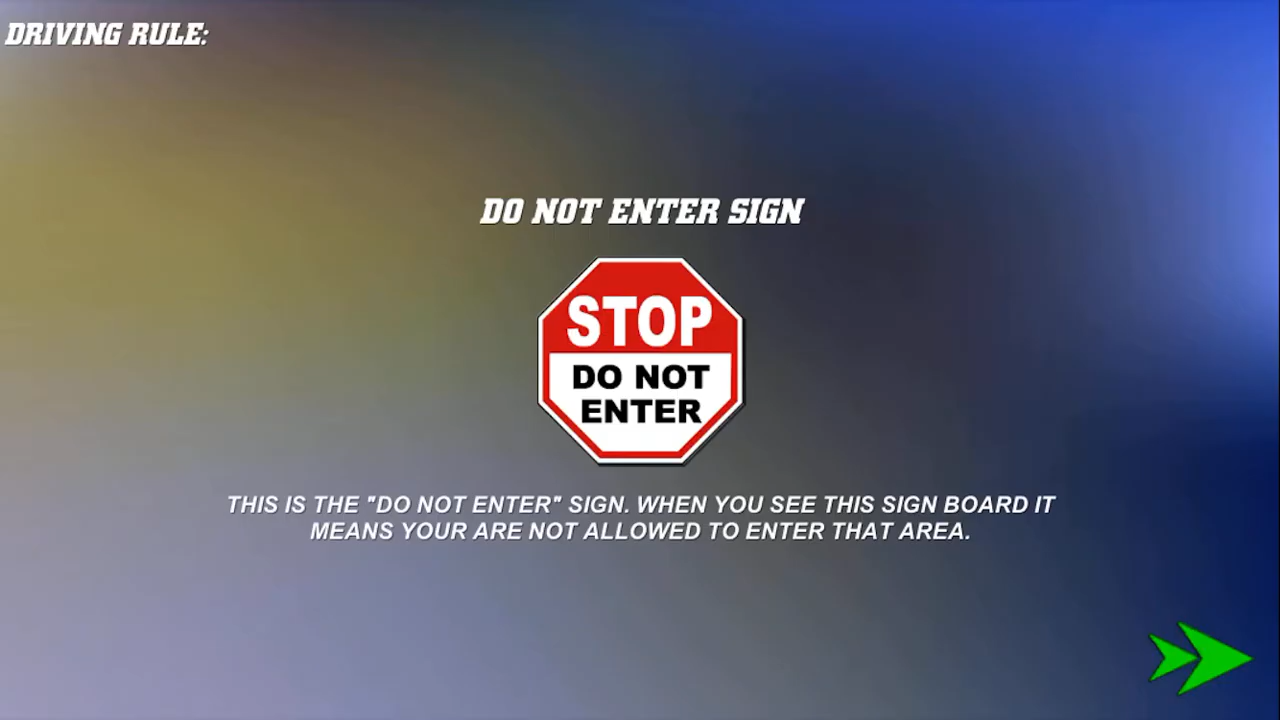 DRIVING RULE:
DO NOT ENTER SIGN
STOP
DO NOT
ENTER
THIS IS THE "DO NOT ENTER" SIGN. WHEN YOU SEE THIS SIGN BOARD IT
MEANS YOUR ARE NOT ALLOWED TO ENTER THAT AREA.